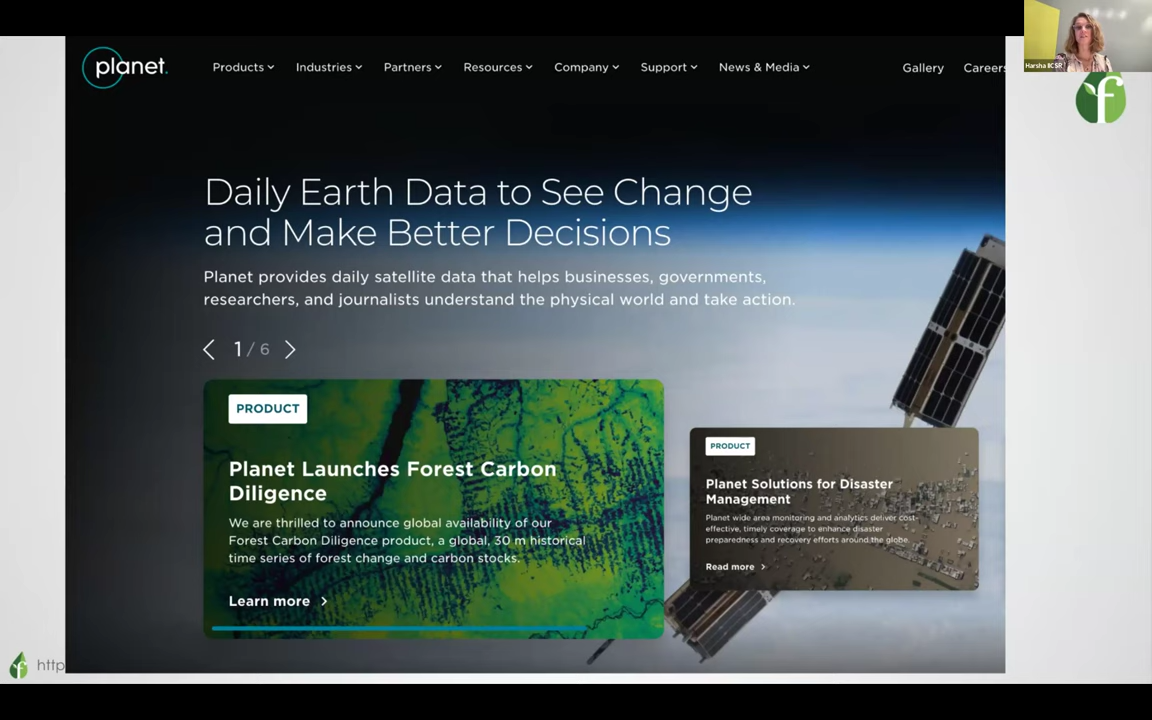 planet.
Products
Industries
Partners
Resources
Company
Support
News & Media
Gallery
Careers
Harsha IICSR
f
Daily Earth Data to See Change
and Make Better Decisions
Planet provides daily satellite data that helps businesses, governments,
researchers, and journalists understand the physical world and take action.
1 / 6
PRODUCT
Planet Launches Forest Carbon
Diligence
We are thrilled to announce global availability of our
Forest Carbon Diligence product, a global, 30 m historical
time series of forest change and carbon stocks.
Learn more
PRODUCT
Planet Solutions for Disaster
Management
Planet wide area monitoring and analytics deliver cost-
effective, timely coverage to enhance disaster
preparedness and recovery efforts around the globe.
Read more
f
http